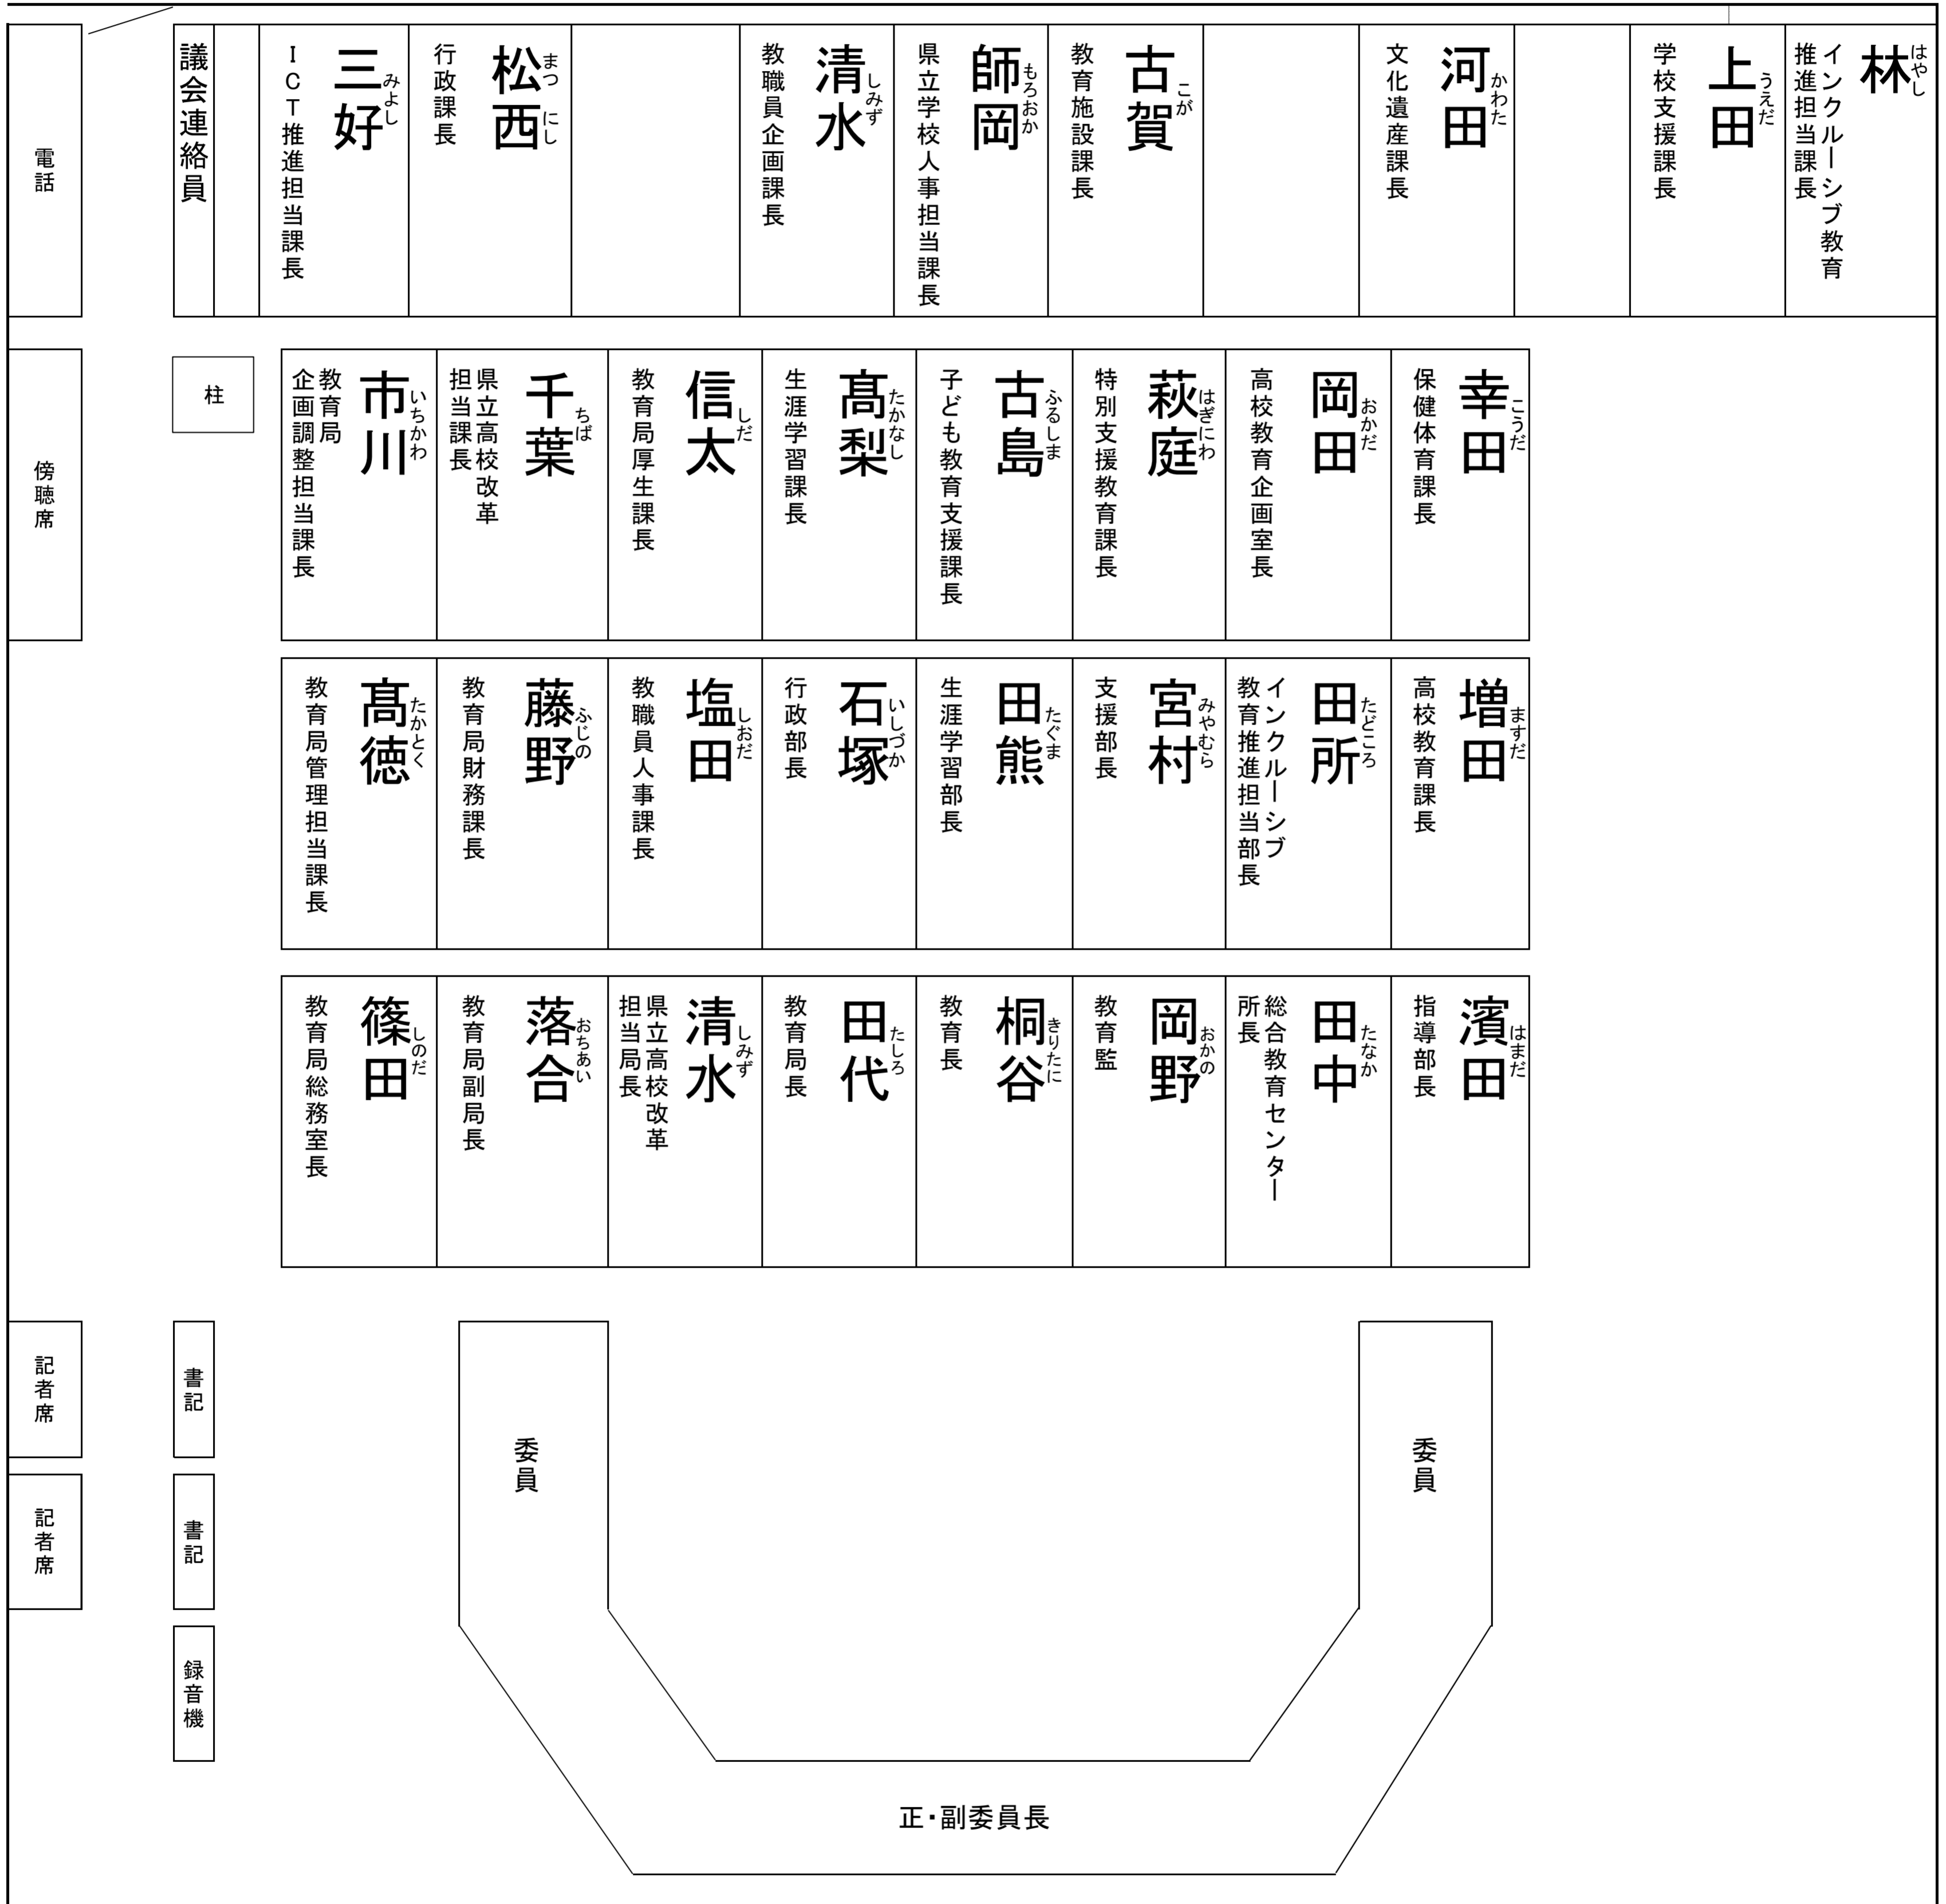 電話
議会連絡員
ＩＣＴ推進担当課長
三好
みよし
行政課長
松西
まつ にし
教職員企画課長
清水
しみず
県立学校人事担当課長
師岡
もろおか
教育施設課長
古賀
こが
文化遺産課長
河田
かわた
学校支援課長
上田
うえだ
インクルーシブ教育
推進担当課長
林
はやし
傍聴席
柱
教育局
企画調整担当課長
市川
いちかわ
県立高校改革
担当課長
千葉
ちば
教育局厚生課長
信太
しだ
生涯学習課長
髙梨
たかなし
子ども教育支援課長
古島
ふるしま
特別支援教育課長
萩庭
はぎにわ
高校教育企画室長
岡田
おかだ
保健体育課長
幸田
こうだ
教育局管理担当課長
髙徳
たかとく
教育局財務課長
藤野
ふじの
教職員人事課長
塩田
しおだ
行政部長
石塚
いしづか
生涯学習部長
田熊
たぐま
支援部長
宮村
みやむら
インクルーシブ
教育推進担当部長
田所
たどころ
高校教育課長
増田
ますだ
教育局総務室長
篠田
しのだ
教育局副局長
落合
おちあい
県立高校改革
担当局長
清水
しみず
教育局長
田代
たしろ
教育長
桐谷
きりたに
教育監
岡野
おかの
総合教育センター
所長
田中
たなか
指導部長
濱田
はまだ
記者席
書記
委員
委員
記者席
書記
録音機
正・副委員長